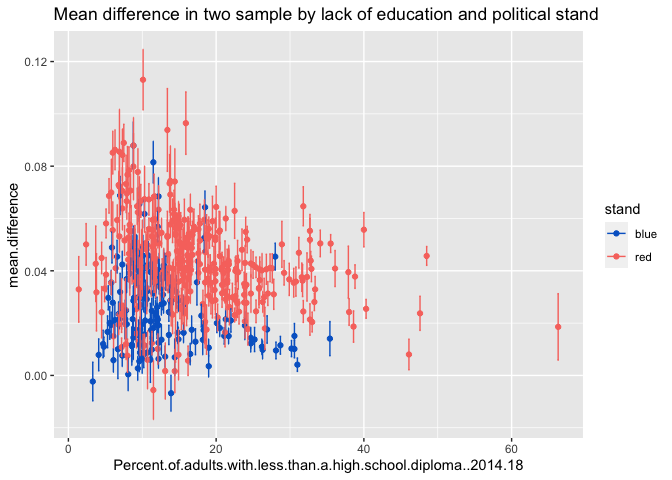 Mean difference in two sample by lack of education and political stand
0.12
0.08
0.04
0.00
mean.difference
0
20
40
60
Percent.of.adults.with.less.than.a.high.school.diploma..2014.18
stand
blue
red